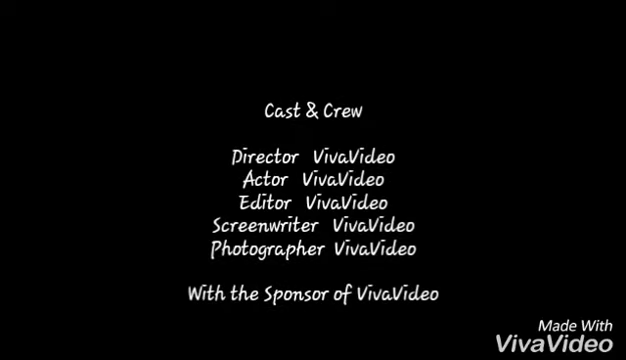 Cast & Crew
Director VivaVideo
Actor VivaVideo
Editor VivaVideo
Screenwriter VivaVideo
Photographer VivaVideo
With the Sponsor of VivaVideo
Made With
VivaVideo